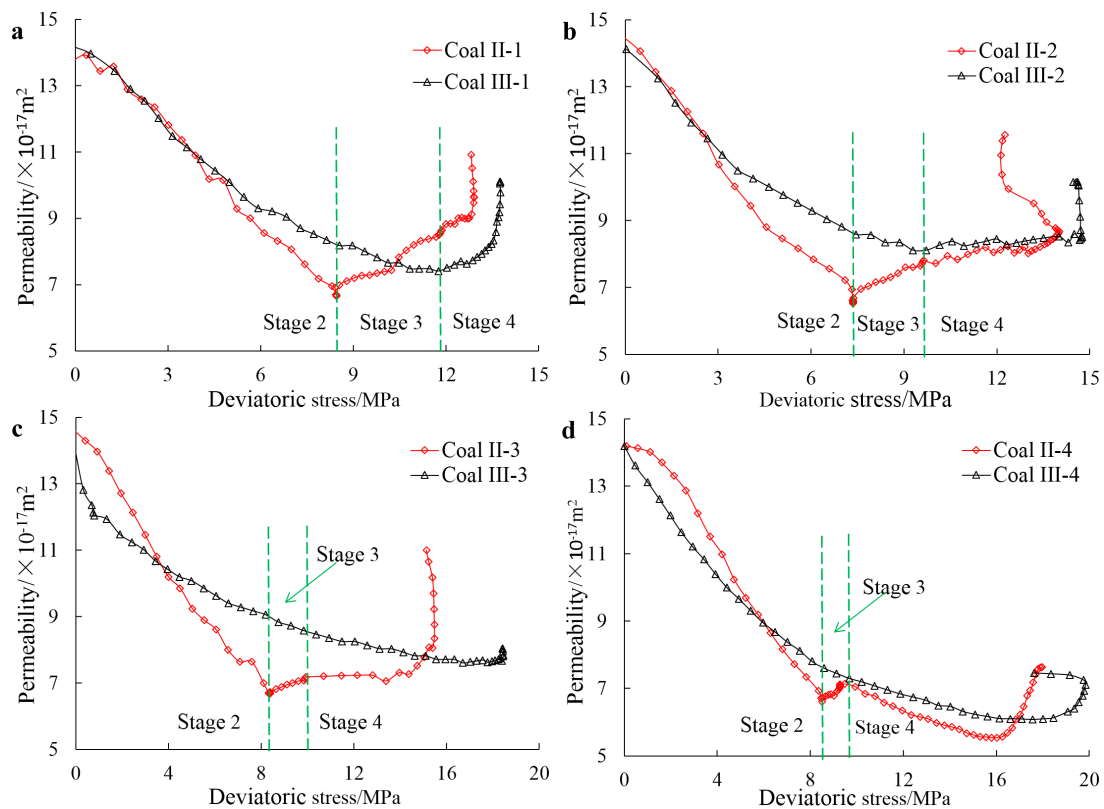 a
15
13
11
9
7
5
Permeability/×10⁻¹⁷m²
Coal II-1
Coal III-1
Stage 2
Stage 3
Stage 4
0
3
6
9
12
15
Deviatoric stress/MPa
b
15
13
11
9
7
5
Permeability/×10⁻¹⁷m²
Coal II-2
Coal III-2
Stage 2
Stage 3
Stage 4
0
3
6
9
12
15
Deviatoric stress/MPa
c
15
13
11
9
7
5
Permeability/×10⁻¹⁷m²
Coal II-3
Coal III-3
Stage 3
Stage 2
Stage 4
0
4
8
12
16
20
Deviatoric stress/MPa
d
15
13
11
9
7
5
Permeability/×10⁻¹⁷m²
Coal II-4
Coal III-4
Stage 3
Stage 2
Stage 4
0
4
8
12
16
20
Deviatoric stress/MPa